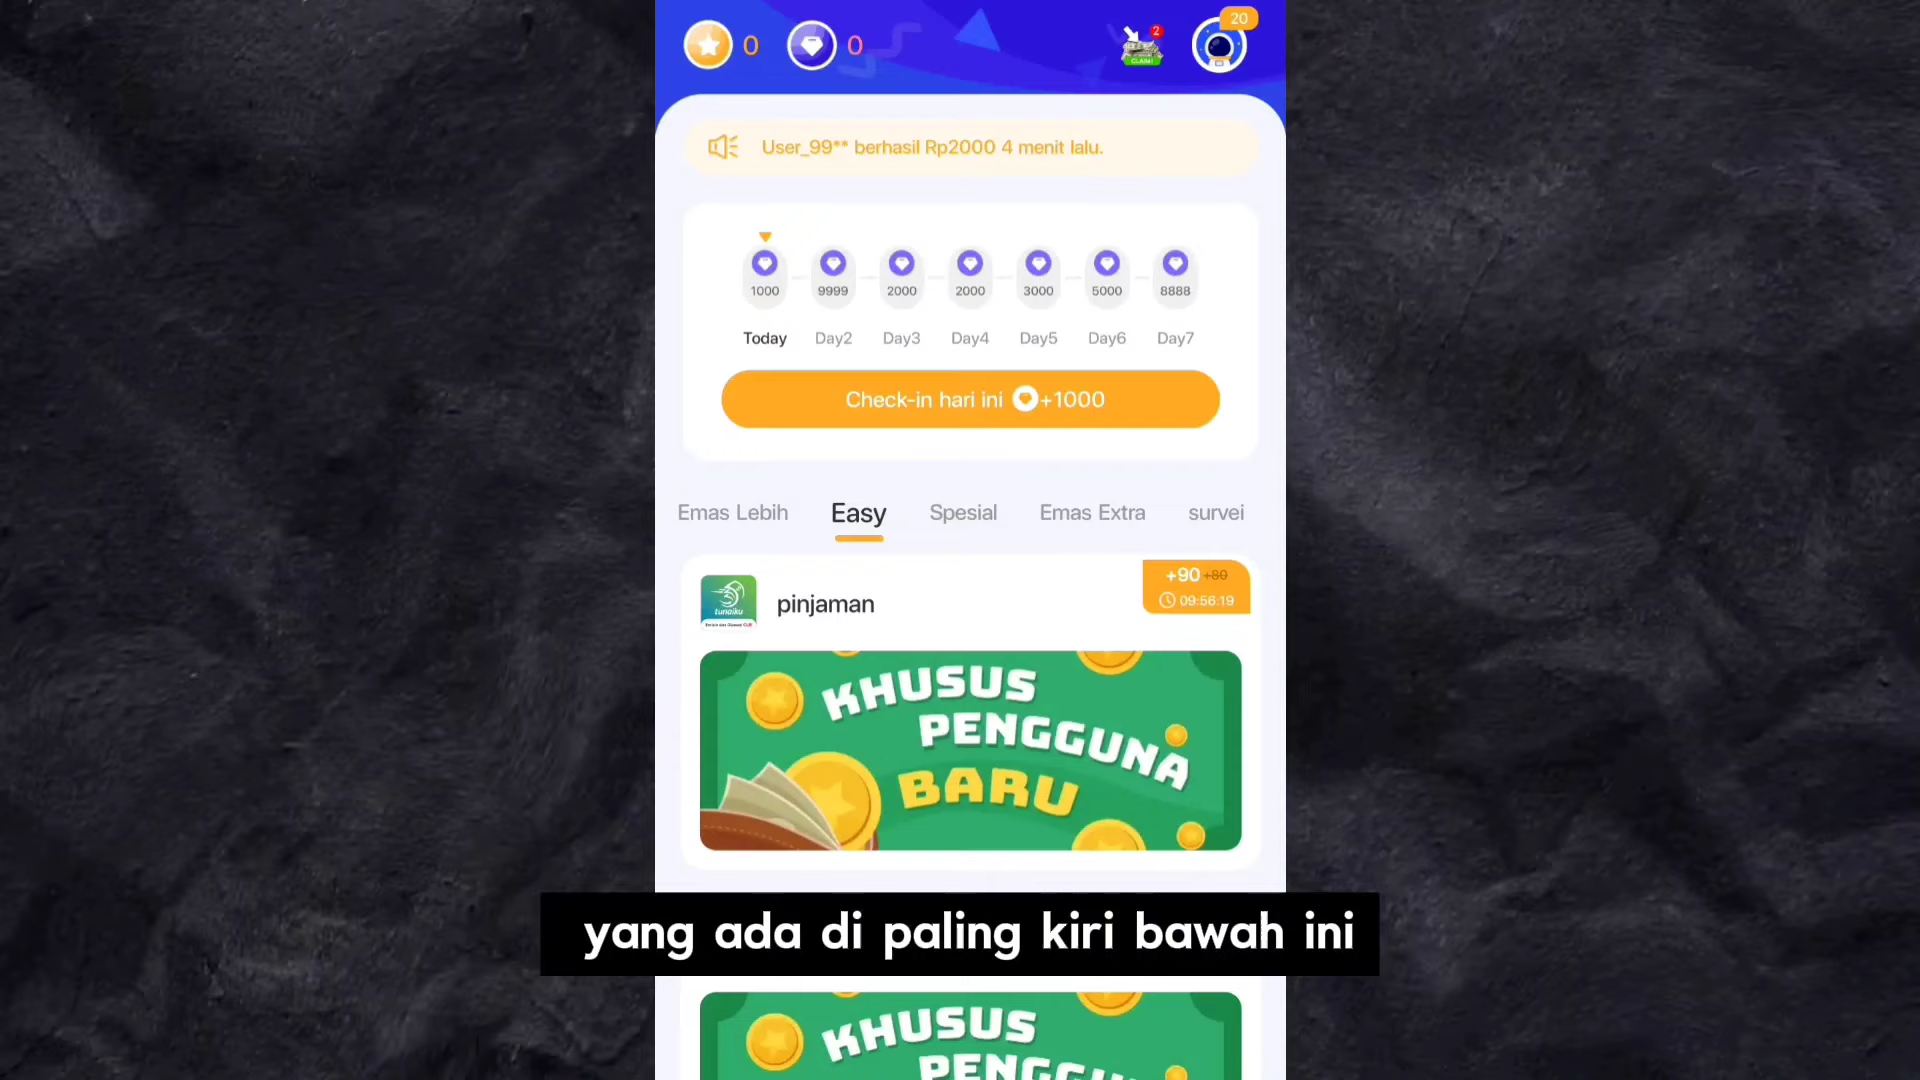 0
0
2
CLAIM!
20
User_99** berhasil Rp2000 4 menit lalu.
1000
9999
2000
2000
3000
5000
8888
Today
Day2
Day3
Day4
Day5
Day6
Day7
Check-in hari ini +1000
Emas Lebih
Easy
Spesial
Emas Extra
survei
tunaiku
pinjaman
+90 +80
09:56:19
KHUSUS
PENGGUNA
BARU
yang ada di paling kiri bawah ini
KHUSUS